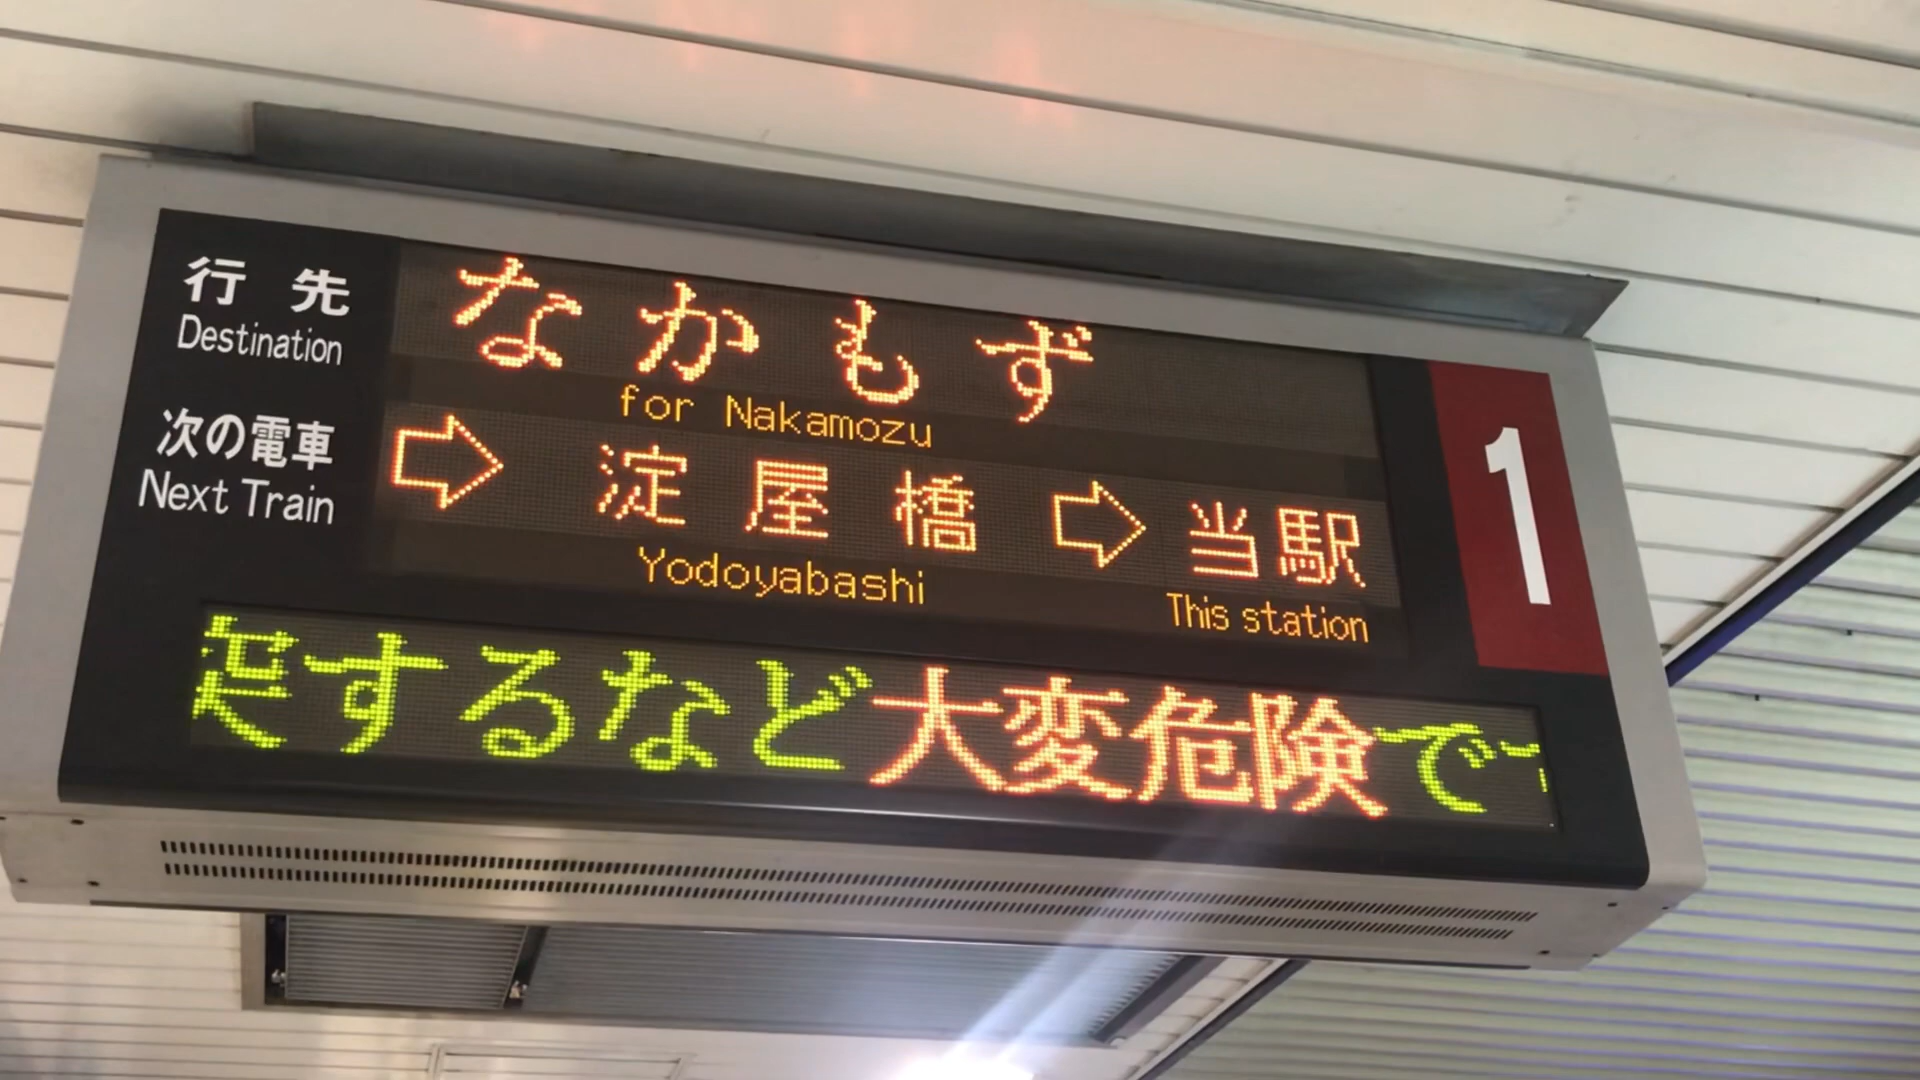 行先
Destination
なかもず
for Nakamozu
次の電車
Next Train
⇨ 淀屋橋 ⇨ 当駅
Yodoyabashi
This station
するなど大変危険で
1